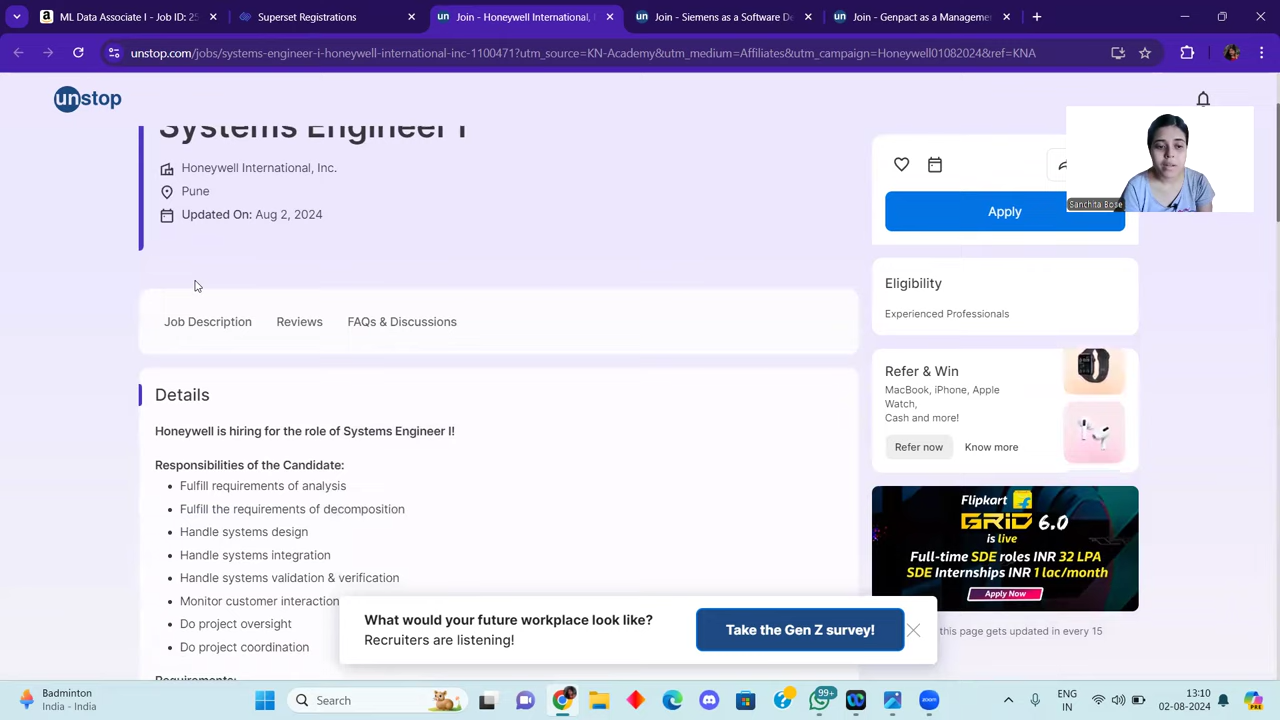 ML Data Associate I - Job ID: 25
Superset Registrations
Join - Honeywell International,
Join - Siemens as a Software De
Join - Genpact as a Managem
unstop.com/jobs/systems-engineer-i-honeywell-international-inc-1100471?utm_source=KN-Academy&utm_medium=Affiliates&utm_campaign=Honeywell01082024&ref=KNA
unstop
Systems Engineer I
Honeywell International, Inc.
Pune
Updated On: Aug 2, 2024
Sanchita Bose
Apply
Eligibility
Experienced Professionals
Job Description Reviews FAQs & Discussions
Refer & Win
MacBook, iPhone, Apple
Watch,
Cash and more!
Refer now Know more
Details
Honeywell is hiring for the role of Systems Engineer I!
Responsibilities of the Candidate:
• Fulfill requirements of analysis
• Fulfill the requirements of decomposition
• Handle systems design
• Handle systems integration
• Handle systems validation & verification
• Monitor customer interaction
• Do project oversight
• Do project coordination
Requirements:
Flipkart
GRiD 6.0
is live
Full-time SDE roles INR 32 LPA
SDE Internships INR 1 lac/month
Apply Now
this page gets updated in every 15
What would your future workplace look like?
Recruiters are listening!
Take the Gen Z survey!
Badminton
India - India
Search
99+
ENG
IN
13:10
02-08-2024